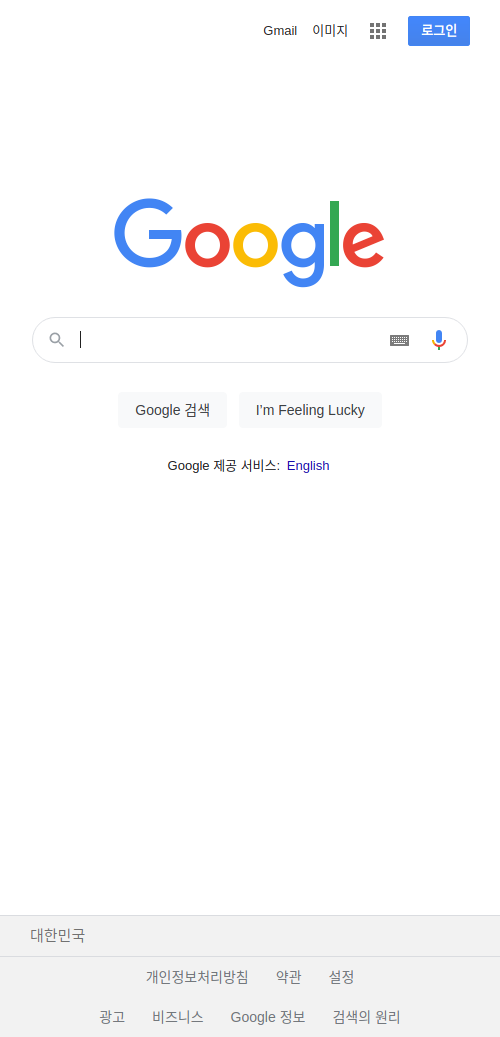 Gmail 이미지 로그인
Google
Google 검색 I'm Feeling Lucky
Google 제공 서비스: English
대한민국
개인정보처리방침 약관 설정
광고 비즈니스 Google 정보 검색의 원리